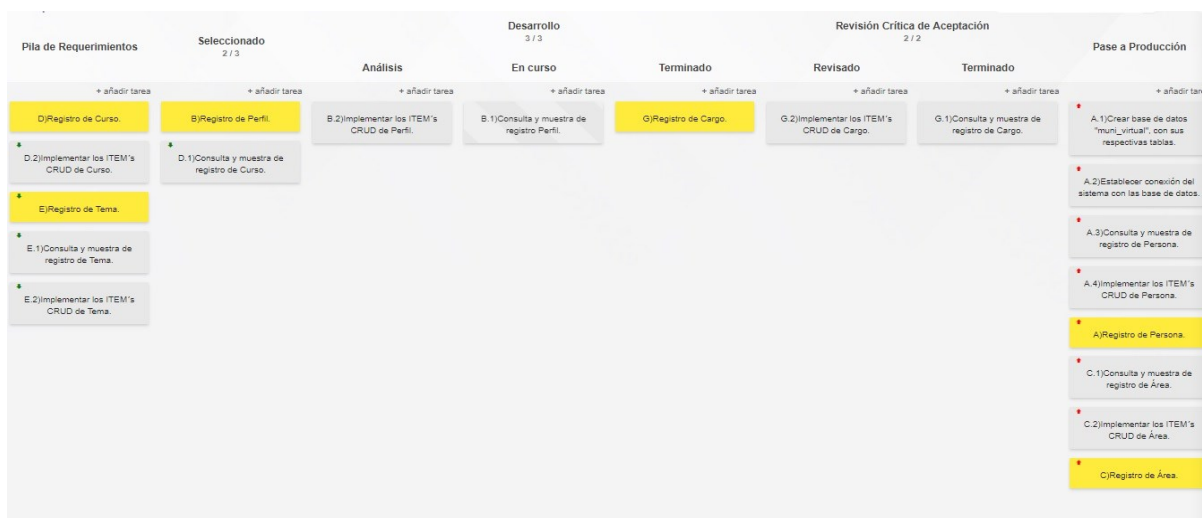 Pila de Requerimientos
Seleccionado
2 / 3
Desarrollo
3 / 3
Análisis
En curso
Terminado
Revisión Crítica de Aceptación
2 / 2
Revisado
Terminado
Pase a Producción
+ añadir tarea
+ añadir tarea
+ añadir tarea
+ añadir tarea
+ añadir tarea
+ añadir tarea
+ añadir tarea
+ añadir tare
D)Registro de Curso.
D.2)Implementar los ITEM's
CRUD de Curso.
E)Registro de Tema.
E.1)Consulta y muestra de
registro de Tema.
E.2)Implementar los ITEM's
CRUD de Tema.
B)Registro de Perfil.
D.1)Consulta y muestra de
registro de Curso.
B.2)Implementar los ITEM's
CRUD de Perfil.
B.1)Consulta y muestra de
registro Perfil.
G)Registro de Cargo.
G.2)Implementar los ITEM's
CRUD de Cargo.
G.1)Consulta y muestra de
registro de Cargo.
A.1)Crear base de datos
"muni_virtual", con sus
respectivas tablas.
A.2)Establecer conexión del
sistema con las base de datos.
A.3)Consulta y muestra de
registro de Persona.
A.4)Implementar los ITEM's
CRUD de Persona.
A)Registro de Persona.
C.1)Consulta y muestra de
registro de Área.
C.2)Implementar los ITEM's
CRUD de Área.
C)Registro de Área.